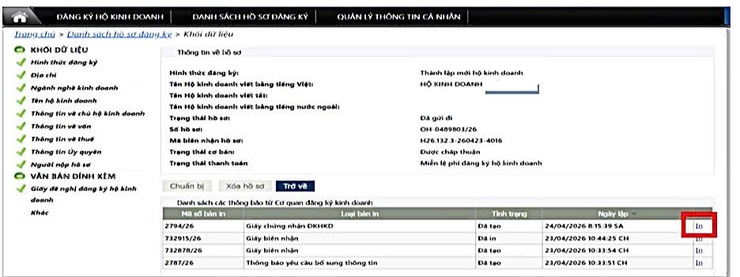 ĐĂNG KÝ HỘ KINH DOANH DANH SÁCH HỒ SƠ ĐĂNG KÝ QUẢN LÝ THÔNG TIN CÁ NHÂN
Trang chủ > Danh sách hồ sơ đăng ký > Khối dữ liệu
KHỐI DỮ LIỆU
Hình thức đăng ký
Địa chỉ
Ngành nghề kinh doanh
Tên hộ kinh doanh
Thông tin về chủ hộ kinh doanh
Thông tin về vốn
Thông tin về thuế
Thông tin Ủy quyền
Người nộp hồ sơ
VĂN BẢN ĐÍNH KÈM
Giấy đề nghị đăng ký hộ kinh
doanh
Khác
Thông tin về hồ sơ
Hình thức đăng ký: Thành lập mới hộ kinh doanh
Tên Hộ kinh doanh viết bằng tiếng Việt: HỘ KINH DOANH
Tên Hộ kinh doanh viết tắt:
Tên Hộ kinh doanh viết bằng tiếng nước ngoài:
Trạng thái hồ sơ: Đã gửi đi
Số hồ sơ: OH-0489803/26
Mã biên nhận hồ sơ: H26.132.3-260423-4016
Trạng thái cơ bản: Được chấp thuận
Trạng thái thanh toán Miễn lệ phí đăng ký hộ kinh doanh
Chuẩn bị Xóa hồ sơ Trở về
Danh sách các thông báo từ Cơ quan đăng ký kinh doanh:
Mã số bản in Loại bản in Tình trạng Ngày lập
2794/26 Giấy chứng nhận ĐKHKD Đã tạo 24/04/2026 8:15:39 SA In
732915/26 Giấy biên nhận Đã in 23/04/2026 10:44:25 CH In
732878/26 Giấy biên nhận Đã tạo 23/04/2026 10:33:54 CH In
2787/26 Thông báo yêu cầu bổ sung thông tin Đã tạo 23/04/2026 10:33:51 CH In